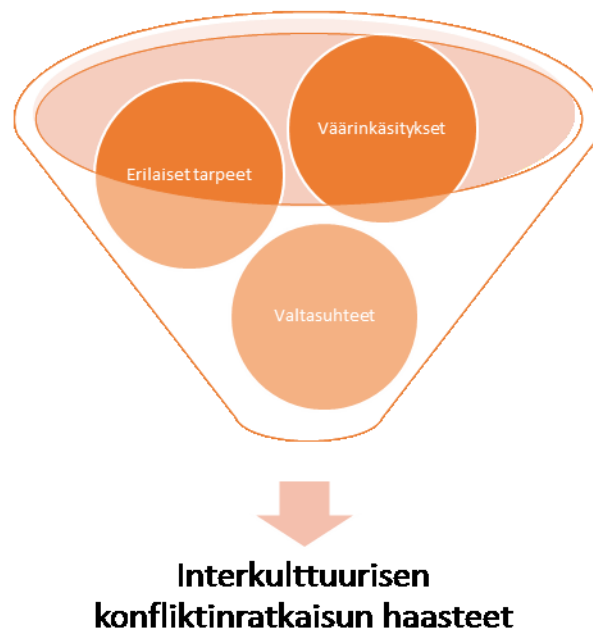 Väärinkäsitykset
Erilaiset tarpeet
Valtasuhteet
Interkulttuurisen
konfliktinratkaisun haasteet